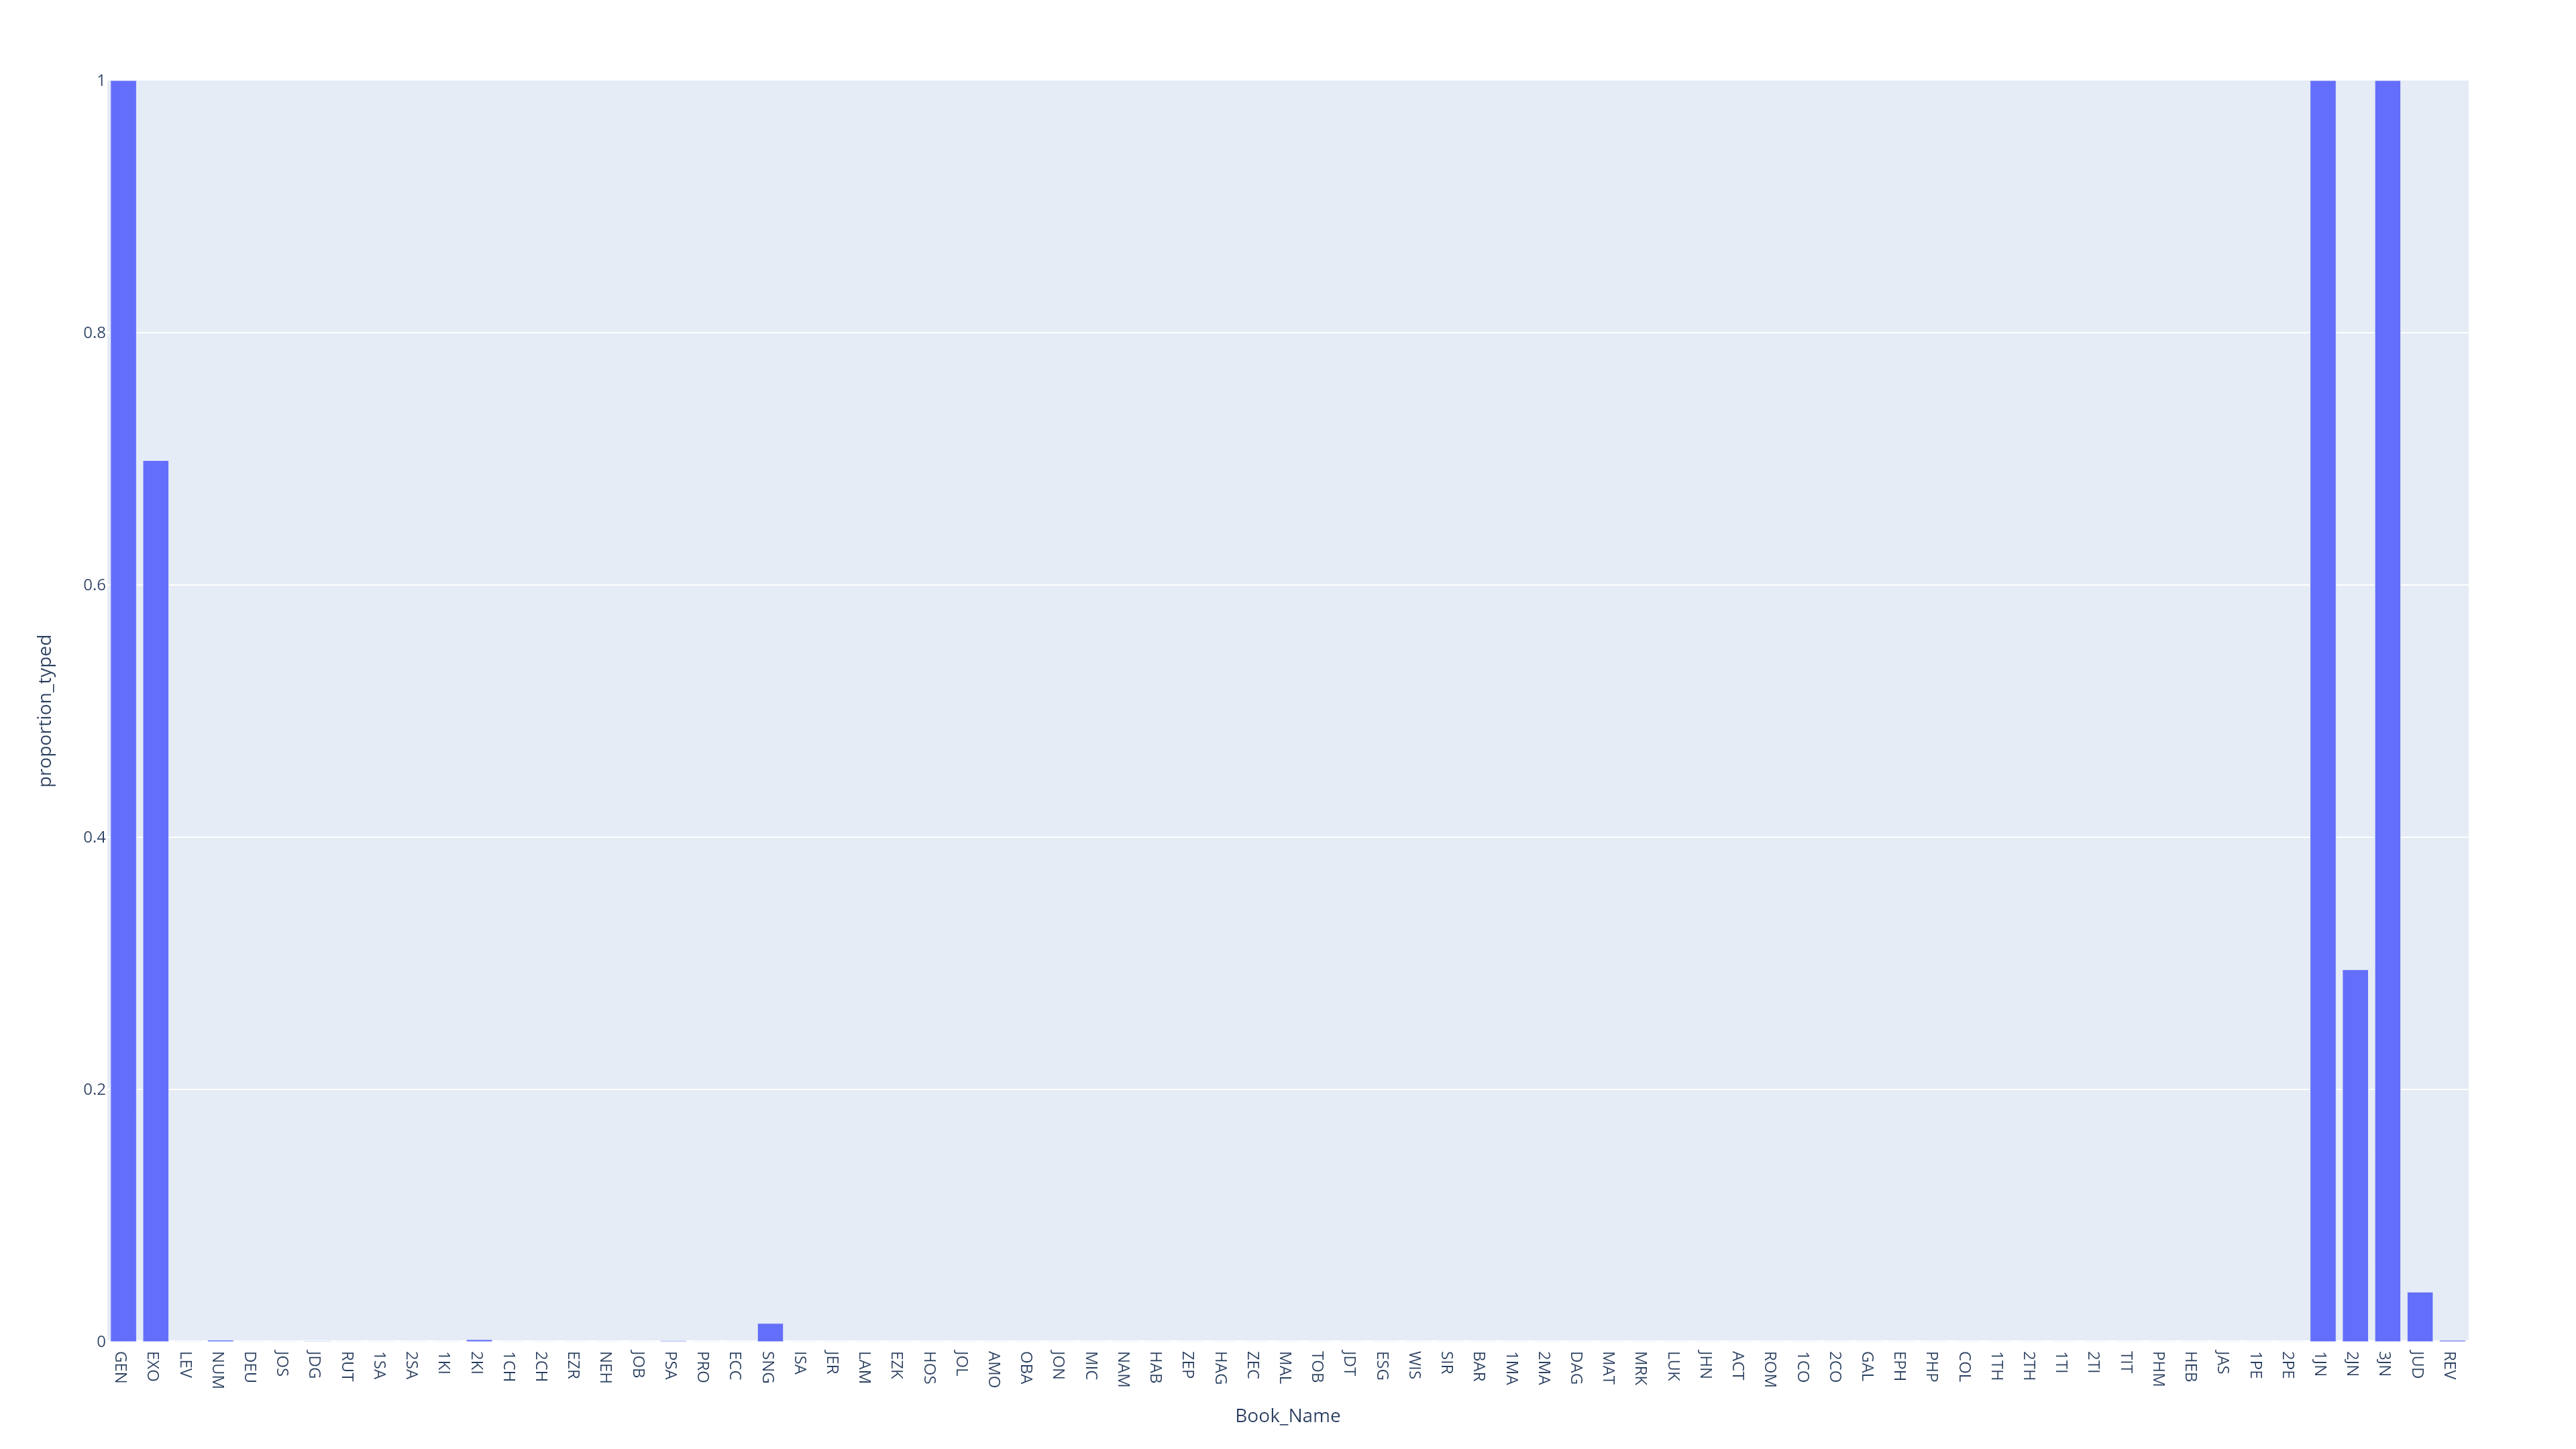 1
0.8
0.6
0.4
0.2
0
proportion_typed
GEN
EXO
LEV
NUM
DEU
JOS
JDG
RUT
1SA
2SA
1KI
2KI
1CH
2CH
EZR
NEH
JOB
PSA
PRO
ECC
SNG
ISA
JER
LAM
EZK
HOS
JOL
AMO
OBA
JON
MIC
NAM
HAB
ZEP
HAG
ZEC
MAL
TOB
JDT
ESG
WIS
SIR
BAR
1MA
2MA
DAG
MAT
MRK
LUK
JHN
ACT
ROM
1CO
2CO
GAL
EPH
PHP
COL
1TH
2TH
1TI
2TI
TIT
PHM
HEB
JAS
1PE
2PE
1JN
2JN
3JN
JUD
REV
Book_Name